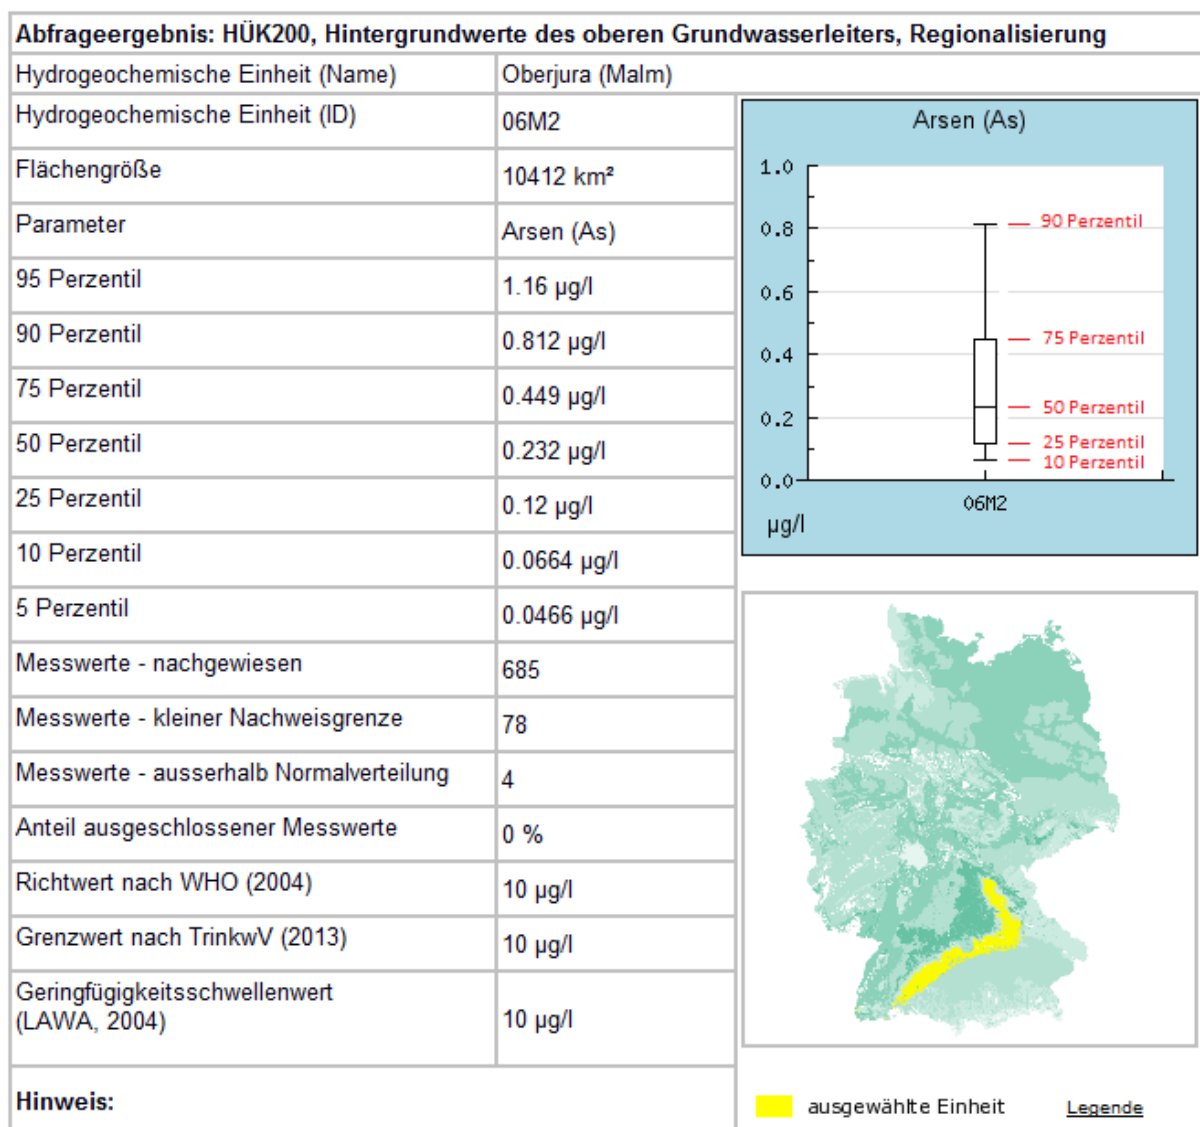 Abfrageergebnis: HÜK200, Hintergrundwerte des oberen Grundwasserleiters, Regionalisierung
Hydrogeochemische Einheit (Name) Oberjura (Malm)
Hydrogeochemische Einheit (ID) 06M2
Flächengröße 10412 km²
Parameter Arsen (As)
95 Perzentil 1.16 µg/l
90 Perzentil 0.812 µg/l
75 Perzentil 0.449 µg/l
50 Perzentil 0.232 µg/l
25 Perzentil 0.12 µg/l
10 Perzentil 0.0664 µg/l
5 Perzentil 0.0466 µg/l
Messwerte - nachgewiesen 685
Messwerte - kleiner Nachweisgrenze 78
Messwerte - ausserhalb Normalverteilung 4
Anteil ausgeschlossener Messwerte 0 %
Richtwert nach WHO (2004) 10 µg/l
Grenzwert nach TrinkwV (2013) 10 µg/l
Geringfügigkeitsschwellenwert
(LAWA, 2004) 10 µg/l
Hinweis:
Arsen (As)
1.0
0.8
0.6
0.4
0.2
0.0
90 Perzentil
75 Perzentil
50 Perzentil
25 Perzentil
10 Perzentil
06M2
µg/l
ausgewählte Einheit Legende